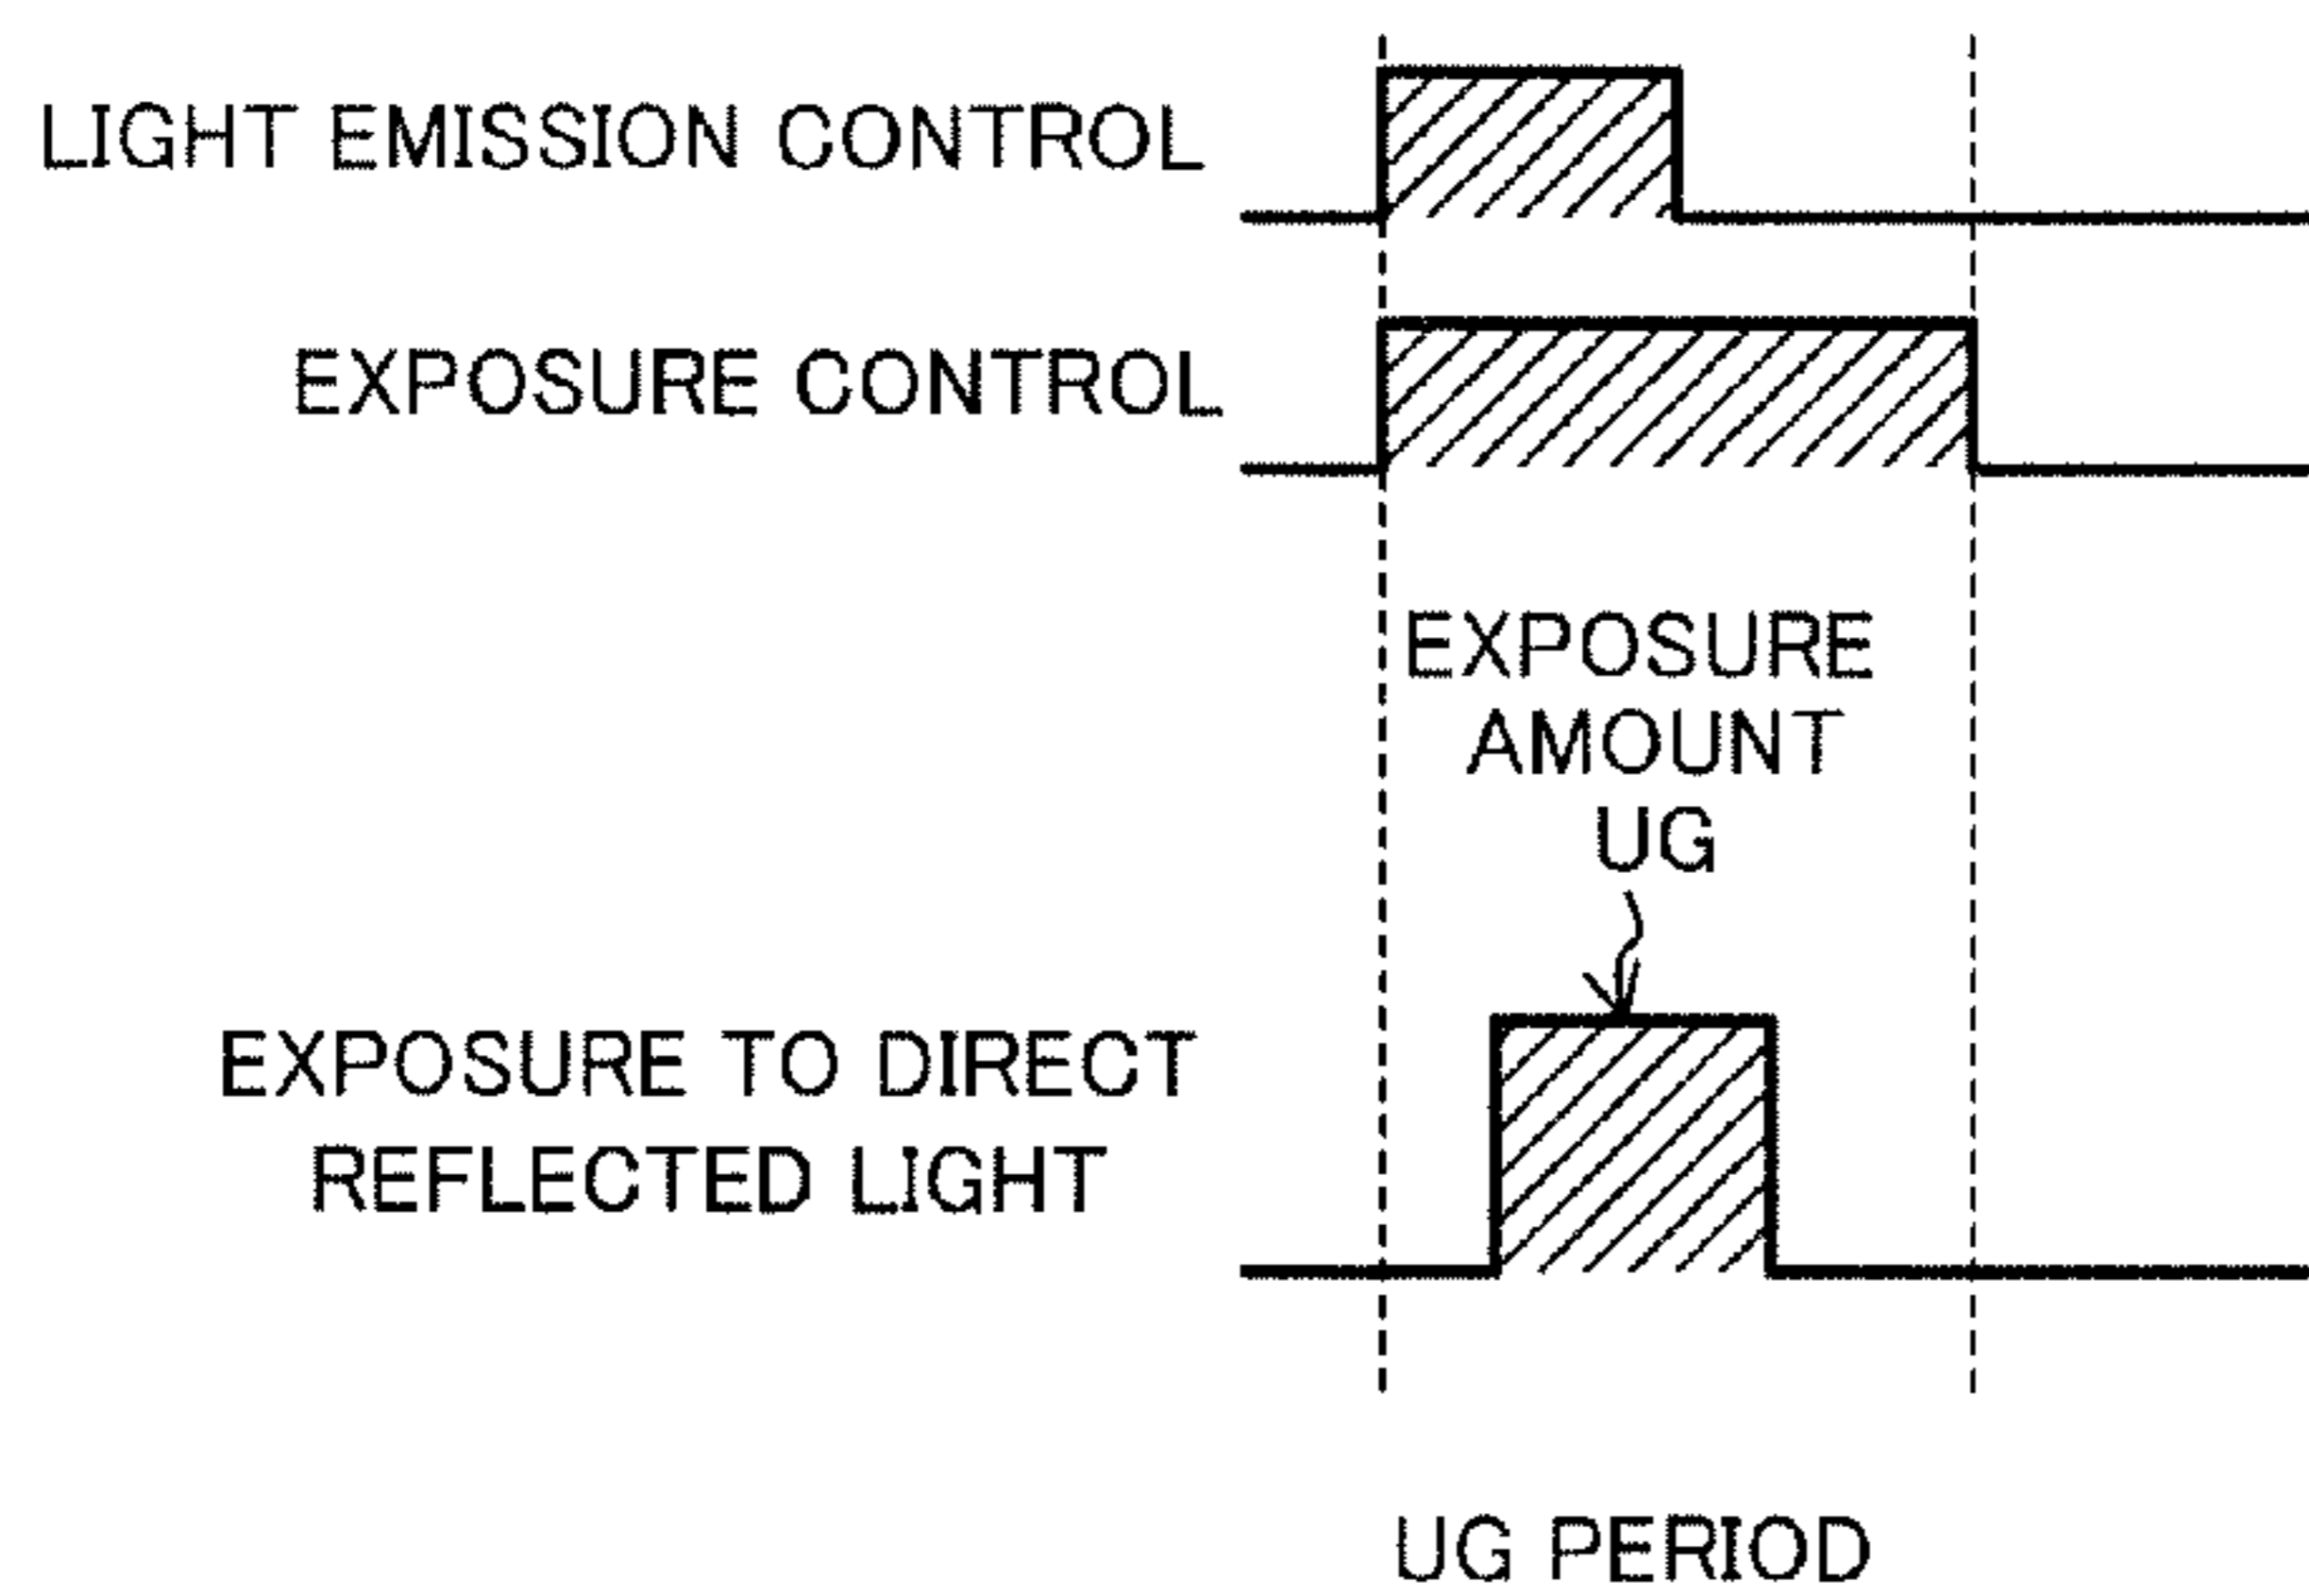 LIGHT EMISSION CONTROL
EXPOSURE CONTROL
EXPOSURE
AMOUNT
UG
EXPOSURE TO DIRECT
REFLECTED LIGHT
UG PERIOD